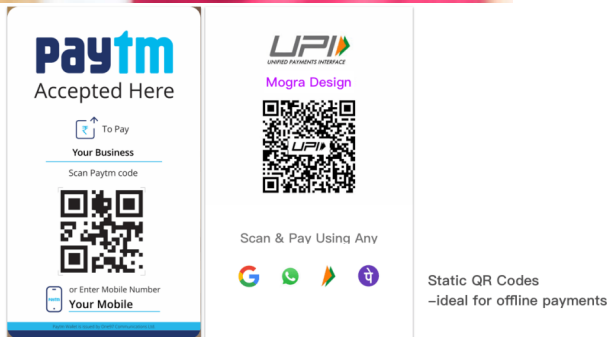 paytm
Accepted Here
₹ To Pay
Your Business
Scan Paytm code
or Enter Mobile Number
paytm
Your Mobile
UPI
UNIFIED PAYMENTS INTERFACE
Mogra Design
UPI
Scan & Pay Using Any
G
पे
Static QR Codes
–ideal for offline payments